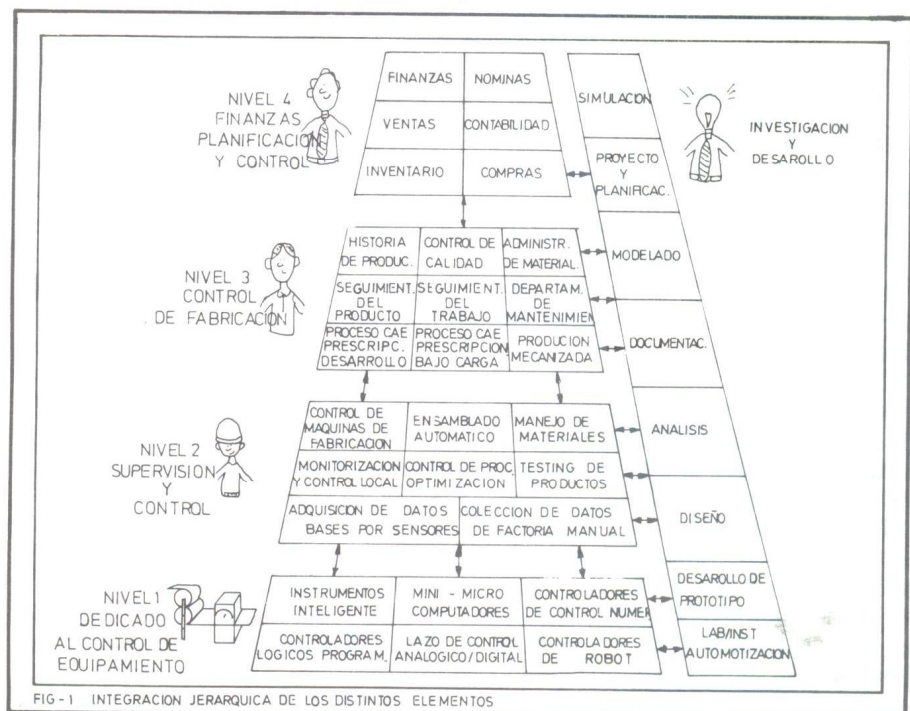 NIVEL 4
FINANZAS
PLANIFICACION
Y CONTROL
FINANZAS
NOMINAS
VENTAS
CONTABILIDAD
INVENTARIO
COMPRAS
NIVEL 3
CONTROL
DE FABRICACION
HISTORIA
DE PRODUC.
CONTROL DE
CALIDAD
ADMINISTR.
DE MATERIAL.
SEGUIMIENT.
DEL
PRODUCTO
SEGUIMIENT.
DEL
TRABAJO
DEPARTAM.
DE
MANTENIMIEN
PROCESO CAE
PRESCRIPC.
DESARROLLO
PROCESO CAE
PRESCRIPCION
BAJO CARGA
PRODUCION
MECANIZADA
NIVEL 2
SUPERVISION
Y
CONTROL
CONTROL DE
MAQUINAS DE
FABRICACION
ENSAMBLADO
AUTOMATICO
MANEJO DE
MATERIALES
MONITORIZACION
Y CONTROL LOCAL
CONTROL DE PROC.
OPTIMIZACION
TESTING DE
PRODUCTOS
ADQUISICION DE DATOS
BASES POR SENSORES
COLECCION DE DATOS
DE FACTORIA MANUAL
NIVEL 1
DEDICADO
AL CONTROL DE
EQUIPAMIENTO
INSTRUMENTOS
INTELIGENTE
MINI - MICRO
COMPUTADORES
CONTROLADORES
DE CONTROL NUMER
CONTROLADORES
LOGICOS PROGRAM.
LAZO DE CONTROL
ANALOGICO/DIGITAL
CONTROLADORES
DE ROBOT
SIMULACION
PROYECTO
Y
PLANIFICAC.
MODELADO
DOCUMENTAC.
ANALISIS
DISEÑO
DESAROLLO DE
PROTOTIPO
LAB/INST
AUTOMOTIZACION
INVESTIGACION
Y
DESAROLLO
FIG-1 INTEGRACION JERARQUICA DE LOS DISTINTOS ELEMENTOS